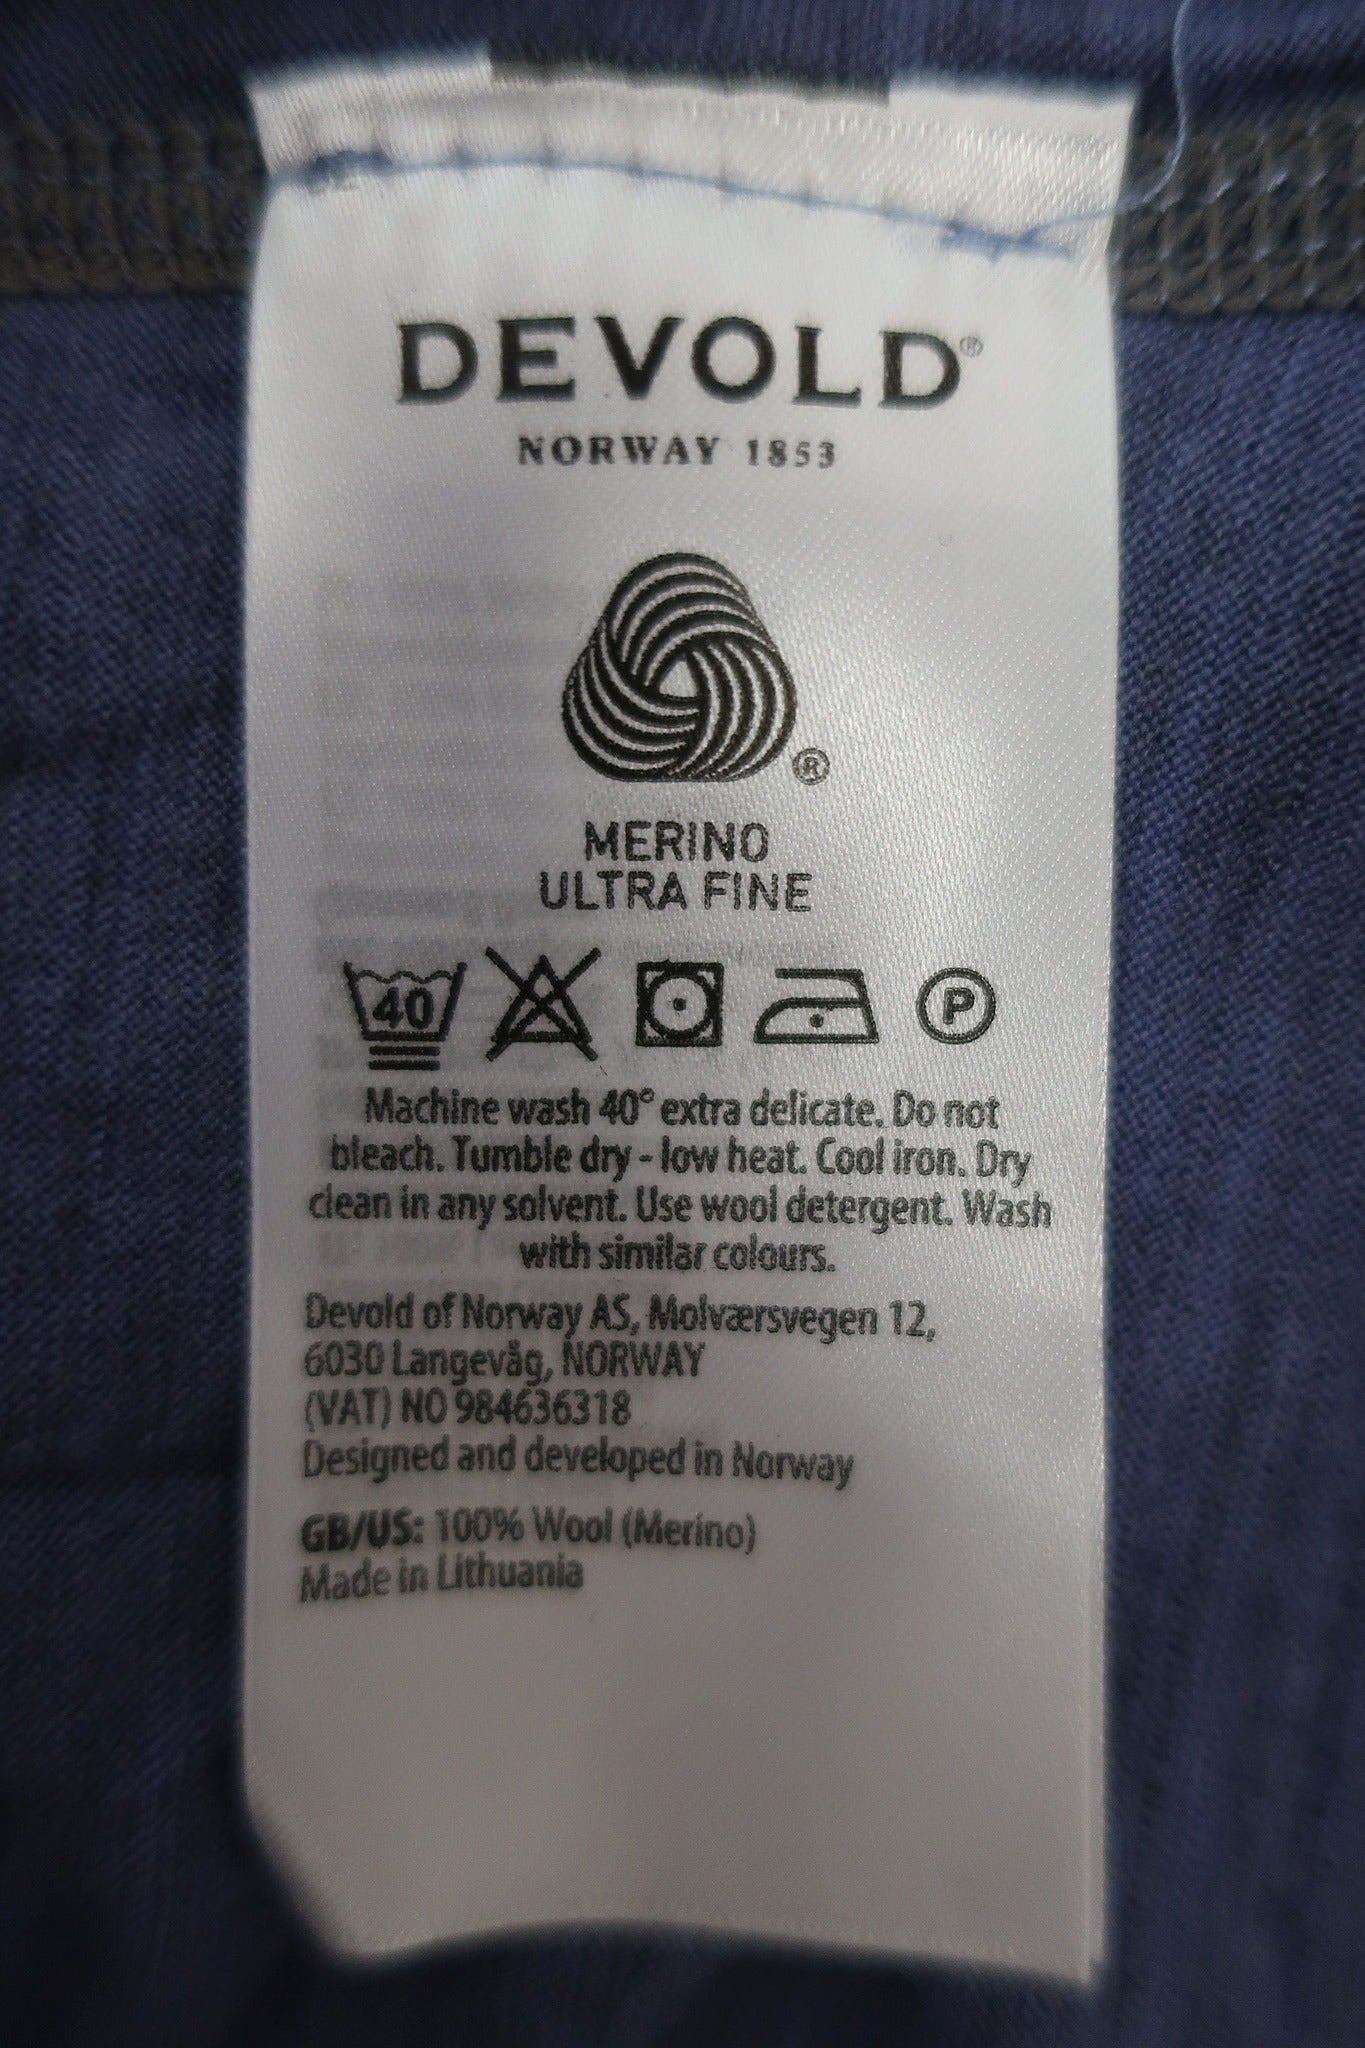 DEVOLD®
NORWAY 1853
®
MERINO
ULTRA FINE
40 P
Machine wash 40° extra delicate. Do not
bleach. Tumble dry - low heat. Cool iron. Dry
clean in any solvent. Use wool detergent. Wash
with similar colours.
Devold of Norway AS, Molværsvegen 12,
6030 Langevåg, NORWAY
(VAT) NO 984636318
Designed and developed in Norway
GB/US: 100% Wool (Merino)
Made in Lithuania